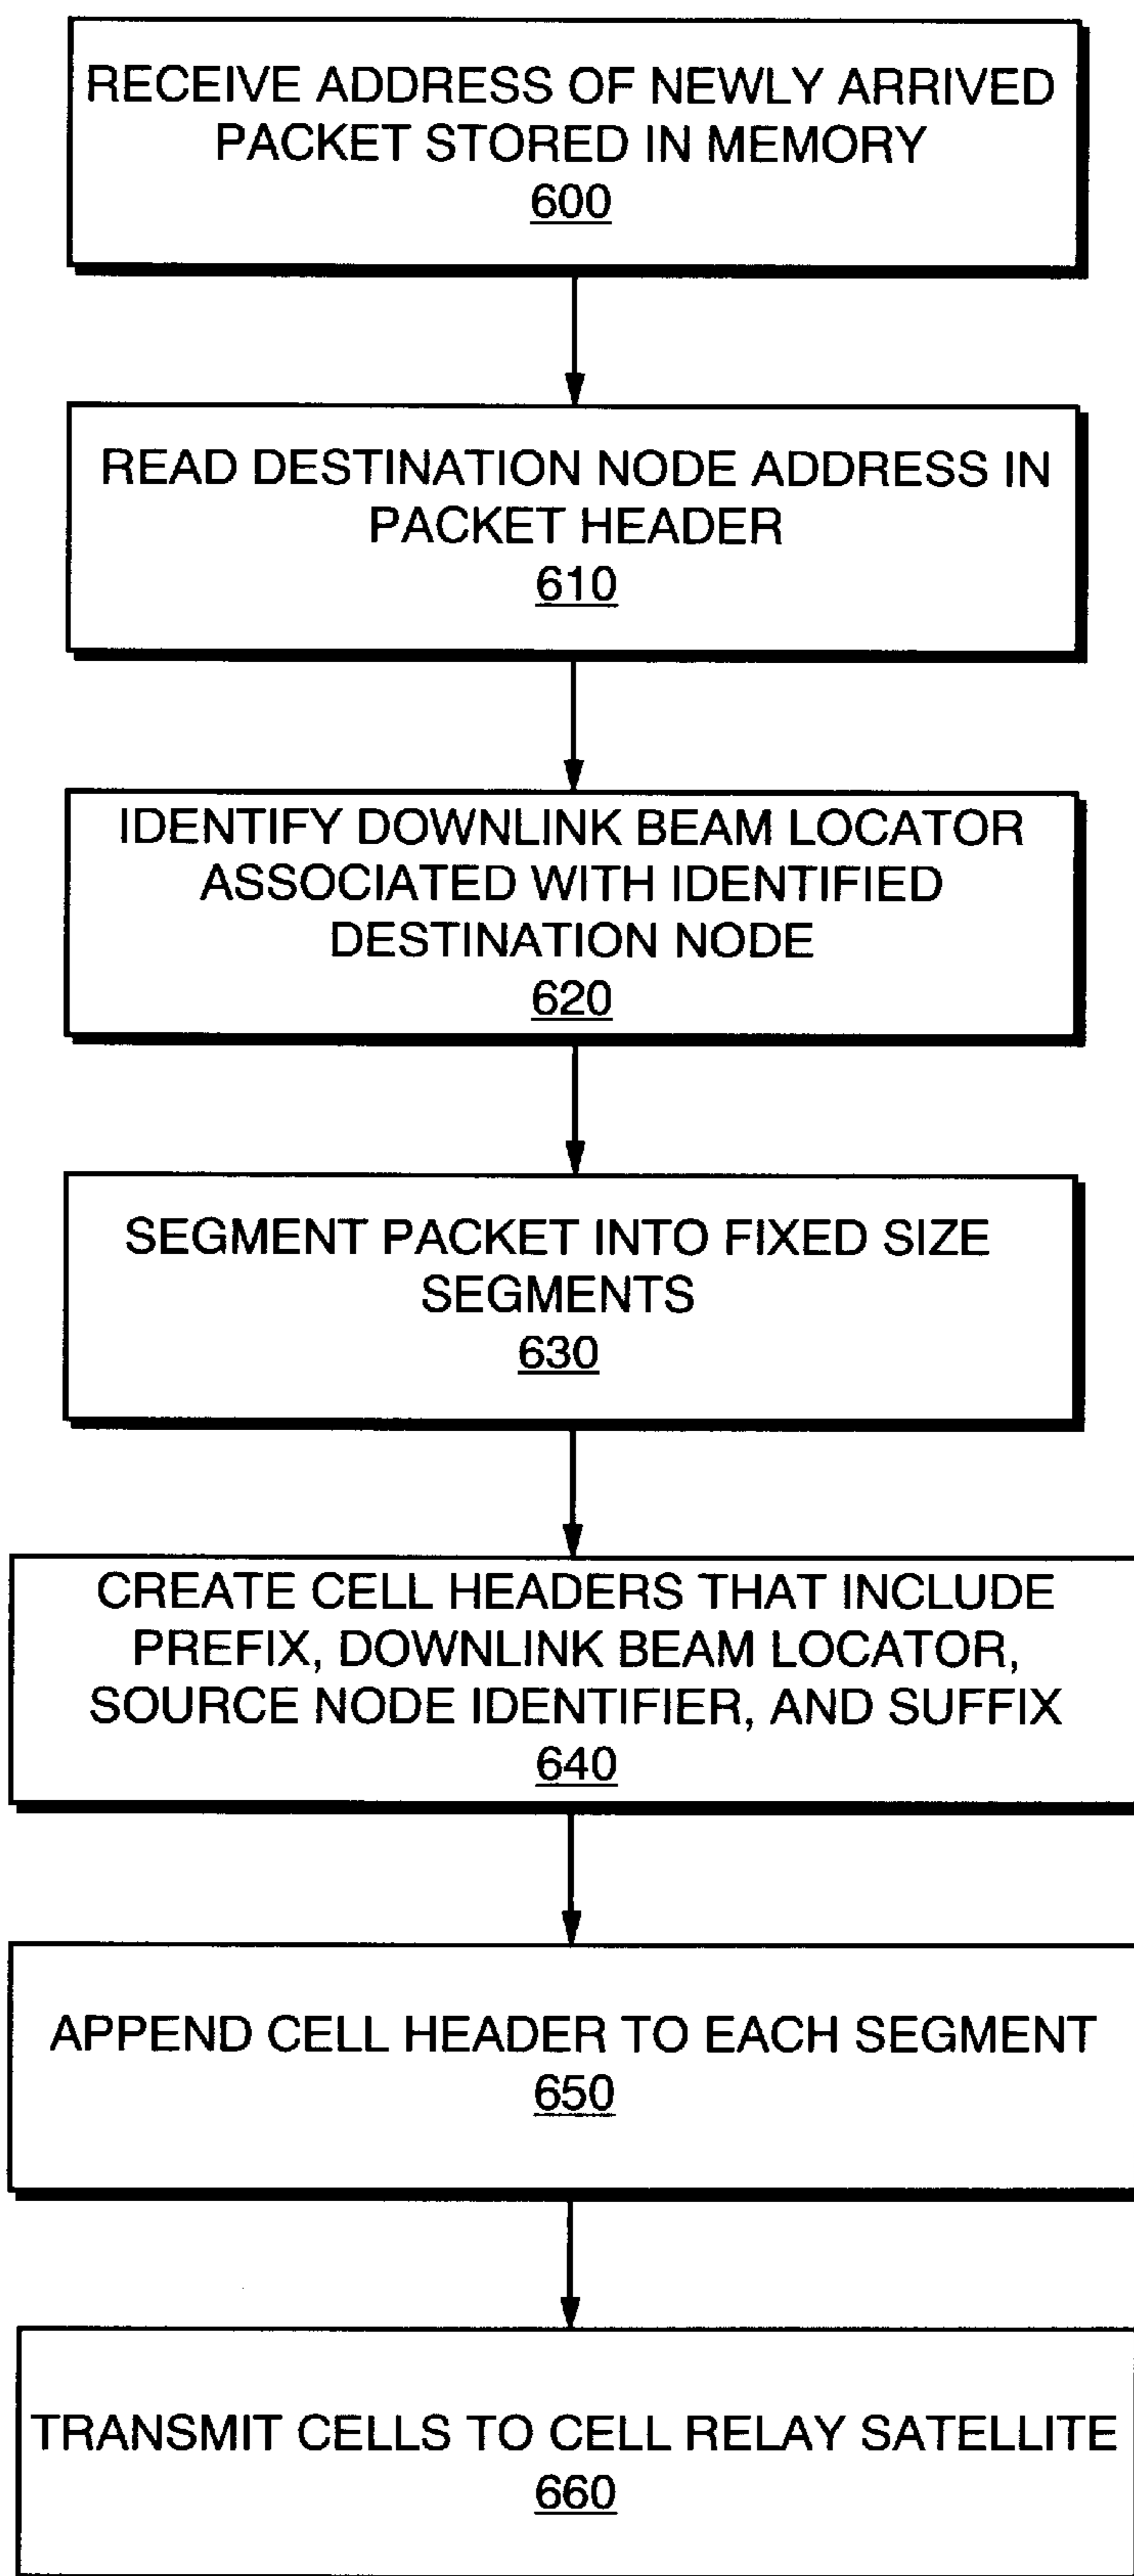 RECEIVE ADDRESS OF NEWLY ARRIVED
PACKET STORED IN MEMORY
600
READ DESTINATION NODE ADDRESS IN
PACKET HEADER
610
IDENTIFY DOWNLINK BEAM LOCATOR
ASSOCIATED WITH IDENTIFIED
DESTINATION NODE
620
SEGMENT PACKET INTO FIXED SIZE
SEGMENTS
630
CREATE CELL HEADERS THAT INCLUDE
PREFIX, DOWNLINK BEAM LOCATOR,
SOURCE NODE IDENTIFIER, AND SUFFIX
640
APPEND CELL HEADER TO EACH SEGMENT
650
TRANSMIT CELLS TO CELL RELAY SATELLITE
660